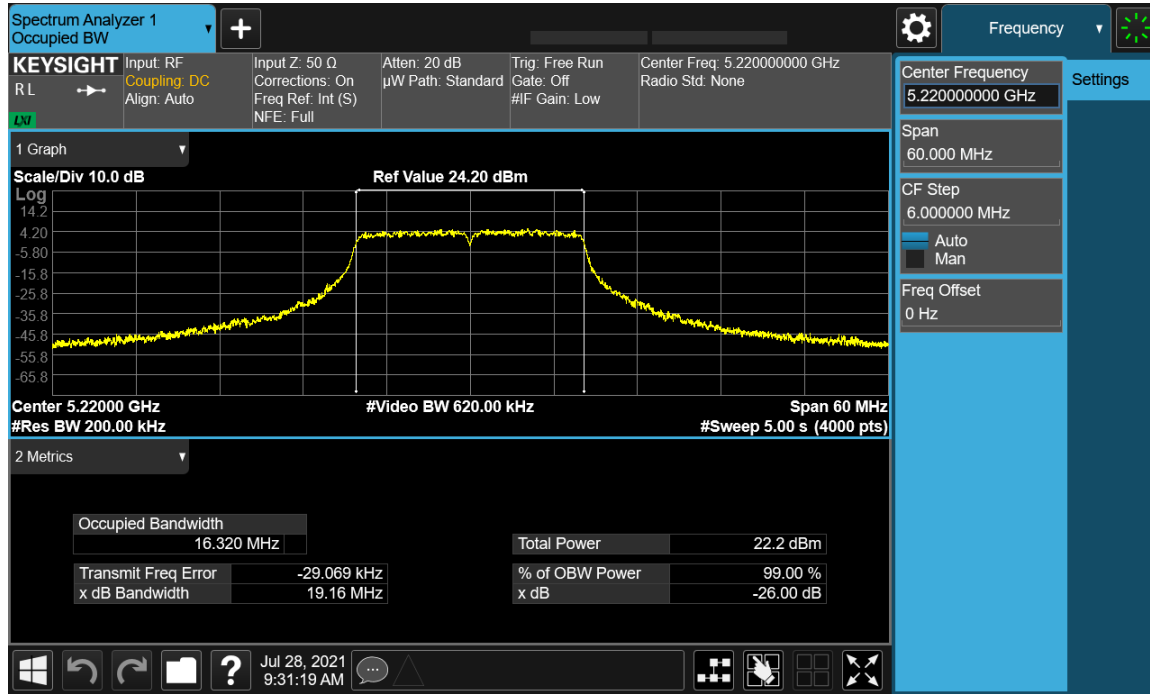 Spectrum Analyzer 1
Occupied BW
+
Frequency
KEYSIGHT
R L
LXI
Input: RF
Coupling: DC
Align: Auto
Input Z: 50 Ω
Corrections: On
Freq Ref: Int (S)
NFE: Full
Atten: 20 dB
µW Path: Standard
Trig: Free Run
Gate: Off
#IF Gain: Low
Center Freq: 5.220000000 GHz
Radio Std: None
Center Frequency
5.220000000 GHz
Settings
Span
60.000 MHz
CF Step
6.000000 MHz
Auto
Man
Freq Offset
0 Hz
1 Graph
Scale/Div 10.0 dB
Ref Value 24.20 dBm
Log
14.2
4.20
-5.80
-15.8
-25.8
-35.8
-45.8
-55.8
-65.8
Center 5.22000 GHz
#Video BW 620.00 kHz
Span 60 MHz
#Res BW 200.00 kHz
#Sweep 5.00 s (4000 pts)
2 Metrics
Occupied Bandwidth
16.320 MHz
Total Power 22.2 dBm
Transmit Freq Error -29.069 kHz
% of OBW Power 99.00 %
x dB Bandwidth 19.16 MHz
x dB -26.00 dB
?
Jul 28, 2021
9:31:19 AM